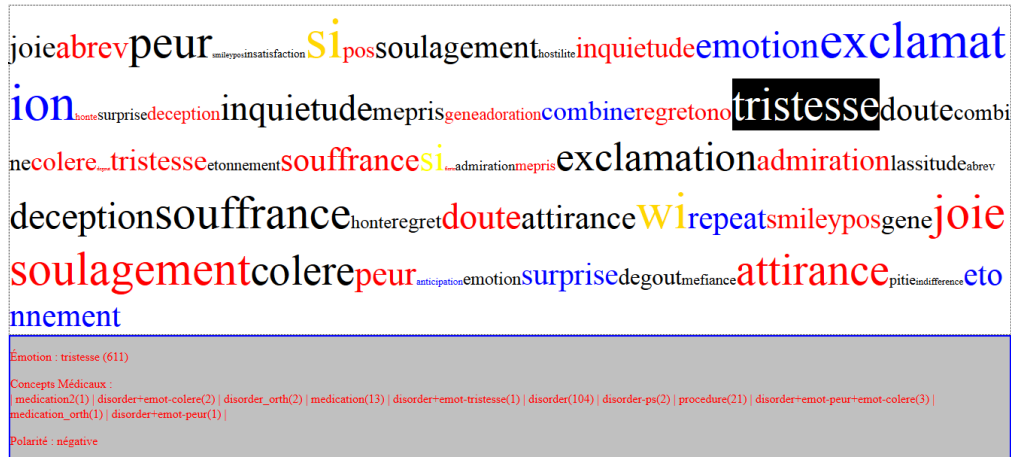 joieabrevpeursmileyposinsatisfactionsipossoulagementhostiliteinquietudeemotionexclamat
ionhontesurprisedeceptioninquietudemeprisgeneadorationcombineregretonotristessedoutecombi
necoleretristesseetonnementsouffrancesiadmirationmeprisexclamationadmirationlassitudeabrev
deceptionsouffrancehonteregretdouteattirancewirepeatsmileyposgenejoie
soulagementcolerepeuranticipationemotionsurprisedegoutmefianceattirancepitieindifferenceeto
nnement
Émotion : tristesse (611)
Concepts Médicaux :
| medication2(1) | disorder+emot-colere(2) | disorder_orth(2) | medication(13) | disorder+emot-tristesse(1) | disorder(104) | disorder-ps(2) | procedure(21) | disorder+emot-peur+emot-colere(3) |
medication_orth(1) | disorder+emot-peur(1) |
Polarité : négative